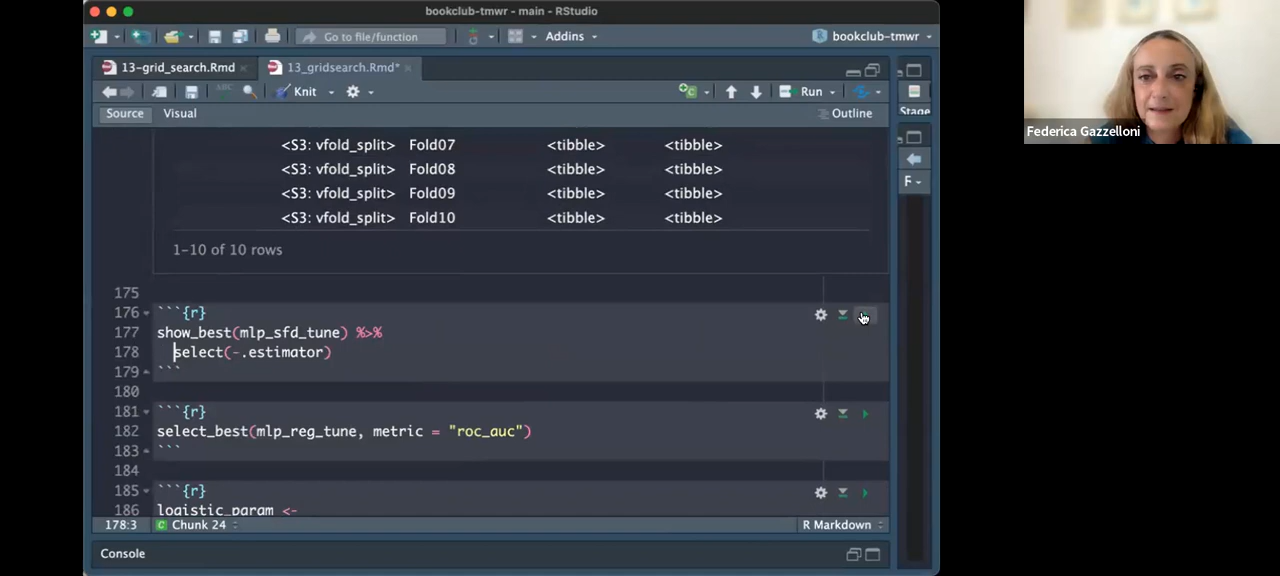 bookclub-tmwr - main - RStudio
Go to file/function
Addins
bookclub-tmwr
13-grid_search.Rmd
13_gridsearch.Rmd*
Knit
Run
Stage
Source
Visual
Outline
<S3: vfold_split> Fold07 <tibble> <tibble>
<S3: vfold_split> Fold08 <tibble> <tibble>
<S3: vfold_split> Fold09 <tibble> <tibble>
<S3: vfold_split> Fold10 <tibble> <tibble>
1-10 of 10 rows
175
176 ```{r}
177 show_best(mlp_sfd_tune) %>%
178 select(-.estimator)
179 ```
180
181 ```{r}
182 select_best(mlp_reg_tune, metric = "roc_auc")
183 ```
184
185 ```{r}
186 logistic_param <-
178:3 Chunk 24 R Markdown
Console
F
Federica Gazzelloni